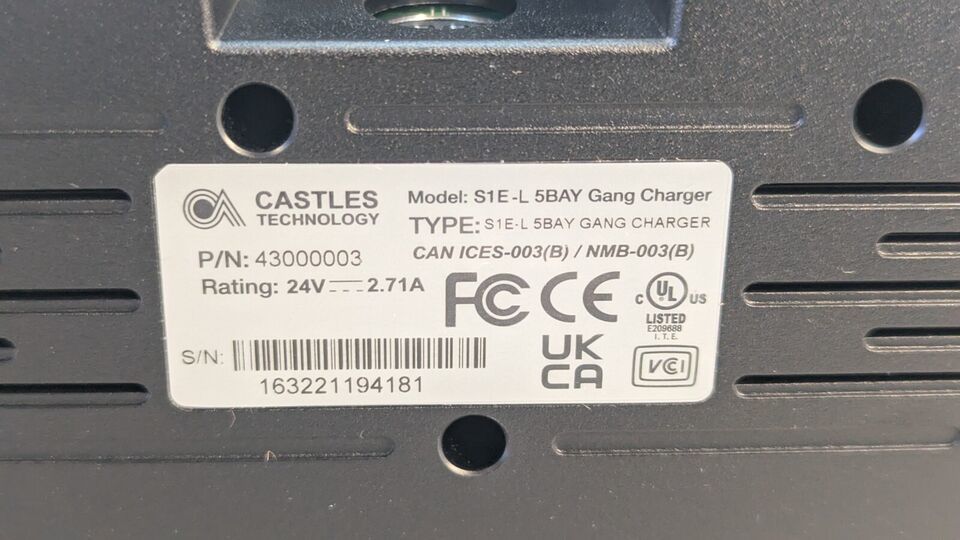 CASTLES
TECHNOLOGY
Model: S1E-L 5BAY Gang Charger
TYPE: S1E-L 5BAY GANG CHARGER
P/N: 43000003
CAN ICES-003(B) / NMB-003(B)
Rating: 24V ⎓ 2.71A
FC CE
C UL US
LISTED
E209688
I.T.E.
UK
CA
VCI
S/N:
163221194181